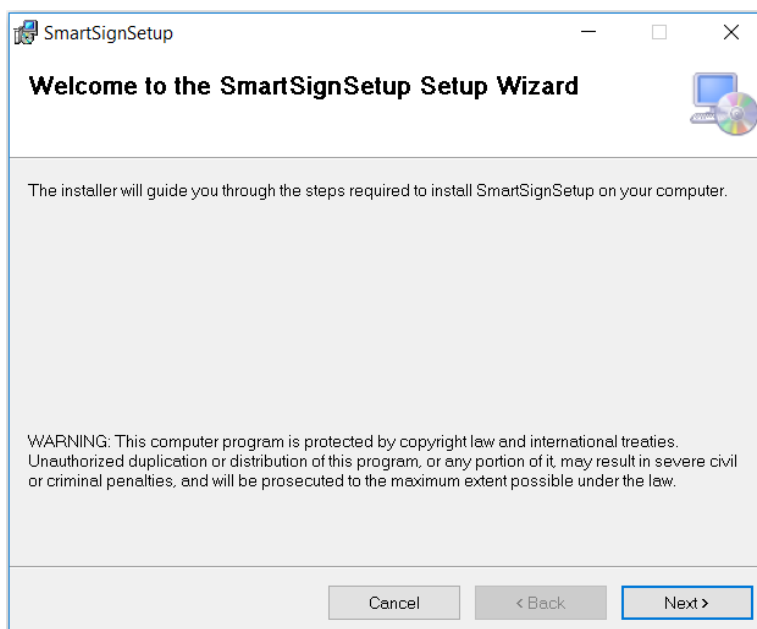 SmartSignSetup
Welcome to the SmartSignSetup Setup Wizard
The installer will guide you through the steps required to install SmartSignSetup on your computer.
WARNING: This computer program is protected by copyright law and international treaties.
Unauthorized duplication or distribution of this program, or any portion of it, may result in severe civil
or criminal penalties, and will be prosecuted to the maximum extent possible under the law.
Cancel
< Back
Next >